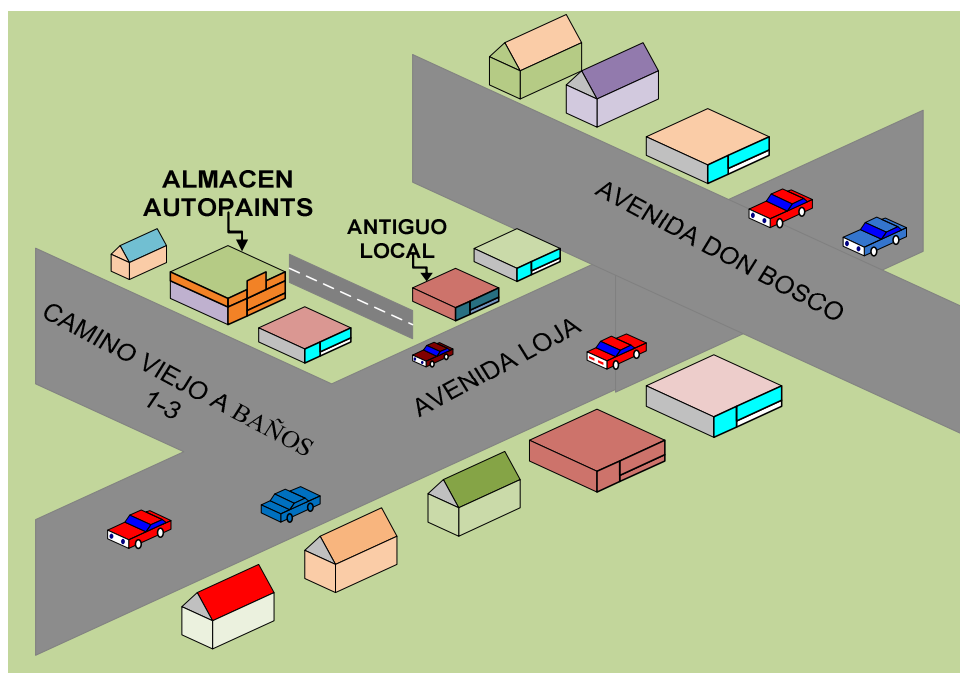 ALMACEN
AUTOPAINTS
ANTIGUO
LOCAL
AVENIDA DON BOSCO
CAMINO VIEJO A BAÑOS
1-3
AVENIDA LOJA